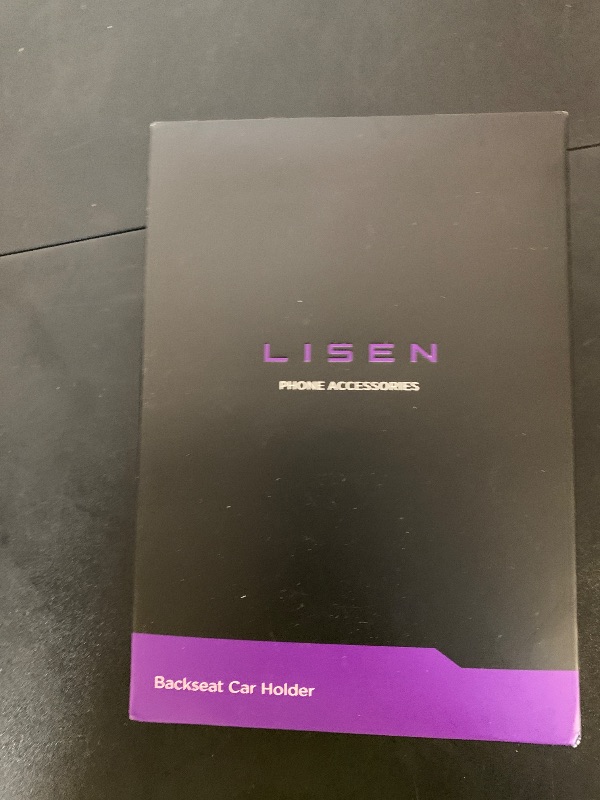 LISEN
PHONE ACCESSORIES
Backseat Car Holder